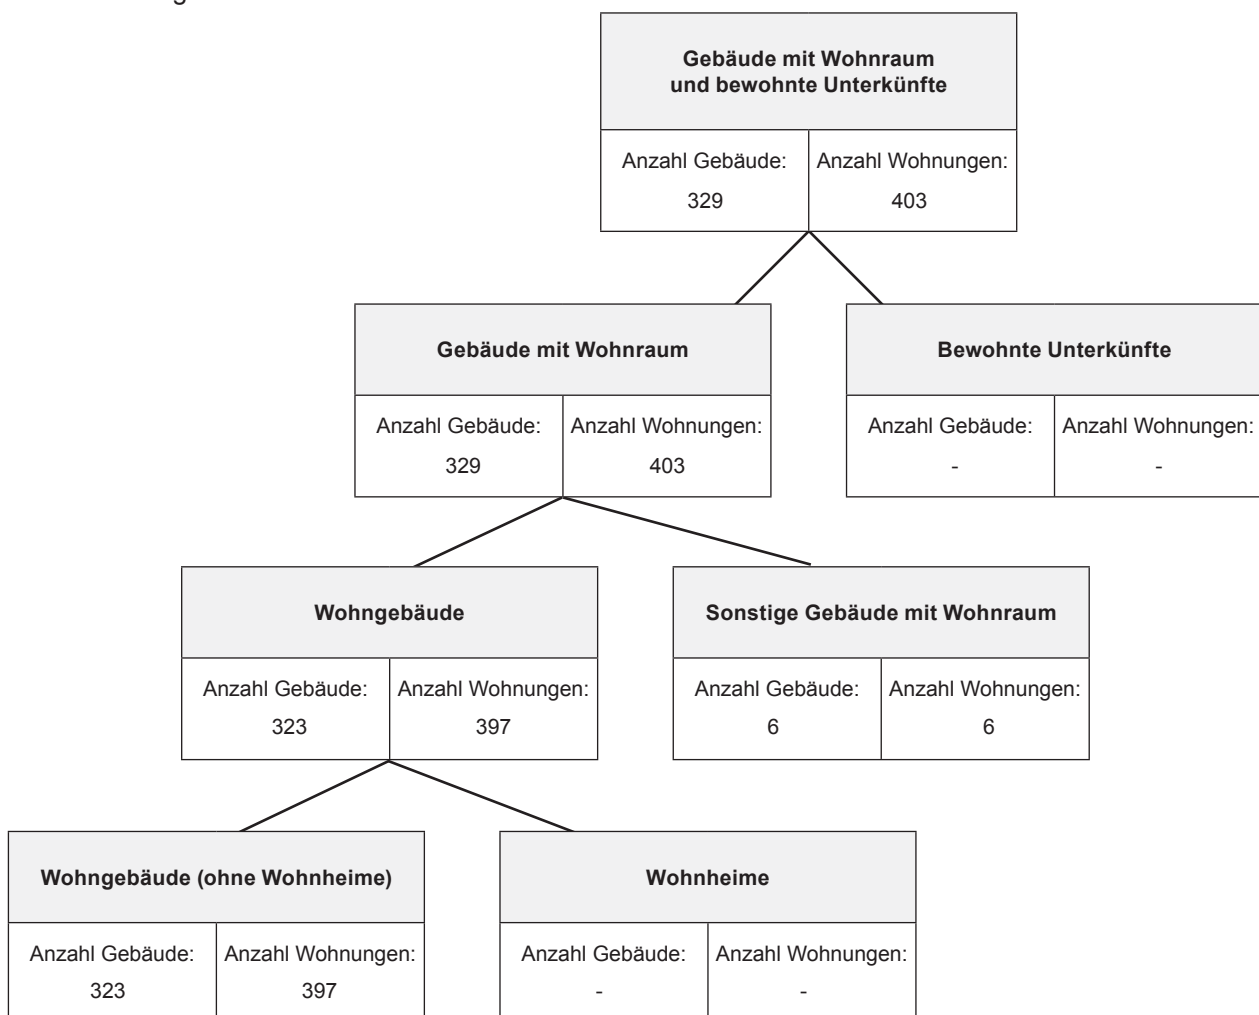 Gebäude mit Wohnraum
und bewohnte Unterkünfte
Anzahl Gebäude: Anzahl Wohnungen:
329 403
Gebäude mit Wohnraum Bewohnte Unterkünfte
Anzahl Gebäude: Anzahl Wohnungen: Anzahl Gebäude: Anzahl Wohnungen:
329 403 - -
Wohngebäude Sonstige Gebäude mit Wohnraum
Anzahl Gebäude: Anzahl Wohnungen: Anzahl Gebäude: Anzahl Wohnungen:
323 397 6 6
Wohngebäude (ohne Wohnheime) Wohnheime
Anzahl Gebäude: Anzahl Wohnungen: Anzahl Gebäude: Anzahl Wohnungen:
323 397 - -